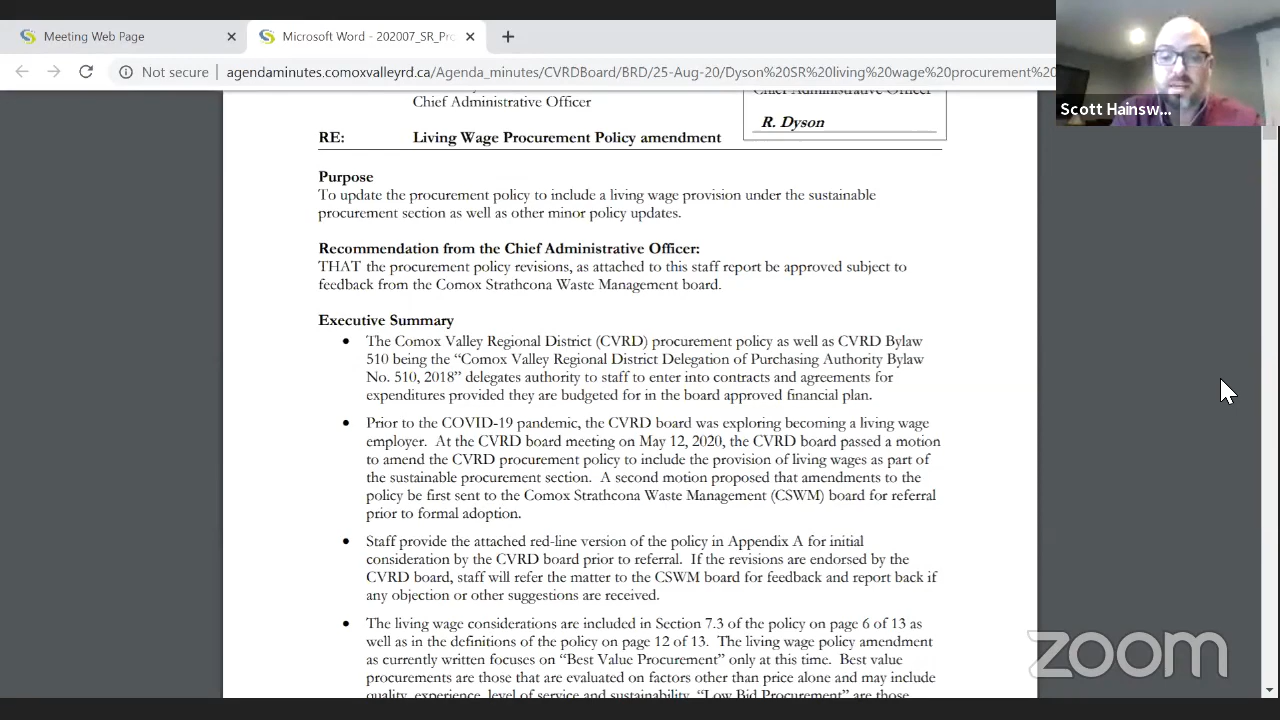 Meeting Web Page
Microsoft Word - 202007_SR_Pro
Not secure
agendaminutes.comoxvalleyrd.ca/Agenda_minutes/CVRDBoard/BRD/25-Aug-20/Dyson%20SR%20living%20wage%20procurement%20
Scott Hainsw...
Chief Administrative Officer
Chief Administrative Officer
R. Dyson
RE: Living Wage Procurement Policy amendment
Purpose
To update the procurement policy to include a living wage provision under the sustainable
procurement section as well as other minor policy updates.
Recommendation from the Chief Administrative Officer:
THAT the procurement policy revisions, as attached to this staff report be approved subject to
feedback from the Comox Strathcona Waste Management board.
Executive Summary
• The Comox Valley Regional District (CVRD) procurement policy as well as CVRD Bylaw
510 being the “Comox Valley Regional District Delegation of Purchasing Authority Bylaw
No. 510, 2018” delegates authority to staff to enter into contracts and agreements for
expenditures provided they are budgeted for in the board approved financial plan.
• Prior to the COVID-19 pandemic, the CVRD board was exploring becoming a living wage
employer. At the CVRD board meeting on May 12, 2020, the CVRD board passed a motion
to amend the CVRD procurement policy to include the provision of living wages as part of
the sustainable procurement section. A second motion proposed that amendments to the
policy be first sent to the Comox Strathcona Waste Management (CSWM) board for referral
prior to formal adoption.
• Staff provide the attached red-line version of the policy in Appendix A for initial
consideration by the CVRD board prior to referral. If the revisions are endorsed by the
CVRD board, staff will refer the matter to the CSWM board for feedback and report back if
any objection or other suggestions are received.
• The living wage considerations are included in Section 7.3 of the policy on page 6 of 13 as
well as in the definitions of the policy on page 12 of 13. The living wage policy amendment
as currently written focuses on “Best Value Procurement” only at this time. Best value
procurements are those that are evaluated on factors other than price alone and may include
quality, experience, level of service and sustainability. “Low Bid Procurement” are those
zoom